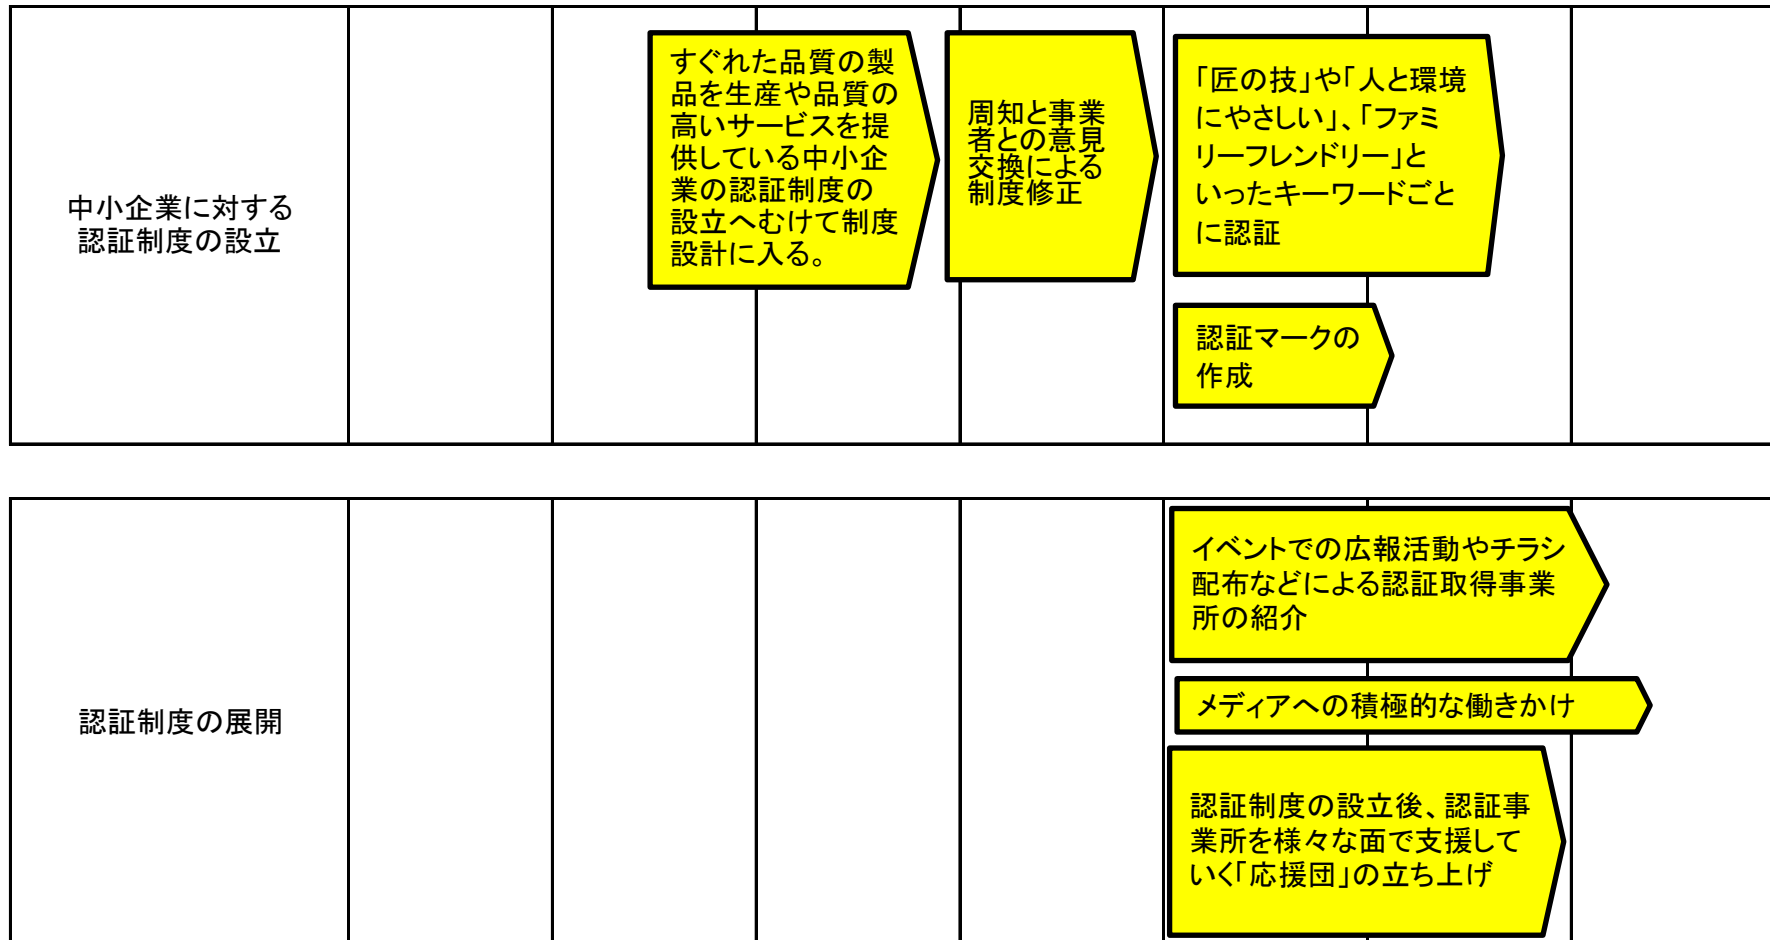 中小企業に対する
認証制度の設立
すぐれた品質の製
品を生産や品質の
高いサービスを提
供している中小企
業の認証制度の
設立へむけて制度
設計に入る。
周知と事業
者との意見
交換による
制度修正
「匠の技」や「人と環境
にやさしい」、「ファミ
リーフレンドリー」と
いったキーワードごと
に認証
認証マークの
作成
認証制度の展開
イベントでの広報活動やチラシ
配布などによる認証取得事業
所の紹介
メディアへの積極的な働きかけ
認証制度の設立後、認証事
業所を様々な面で支援して
いく「応援団」の立ち上げ